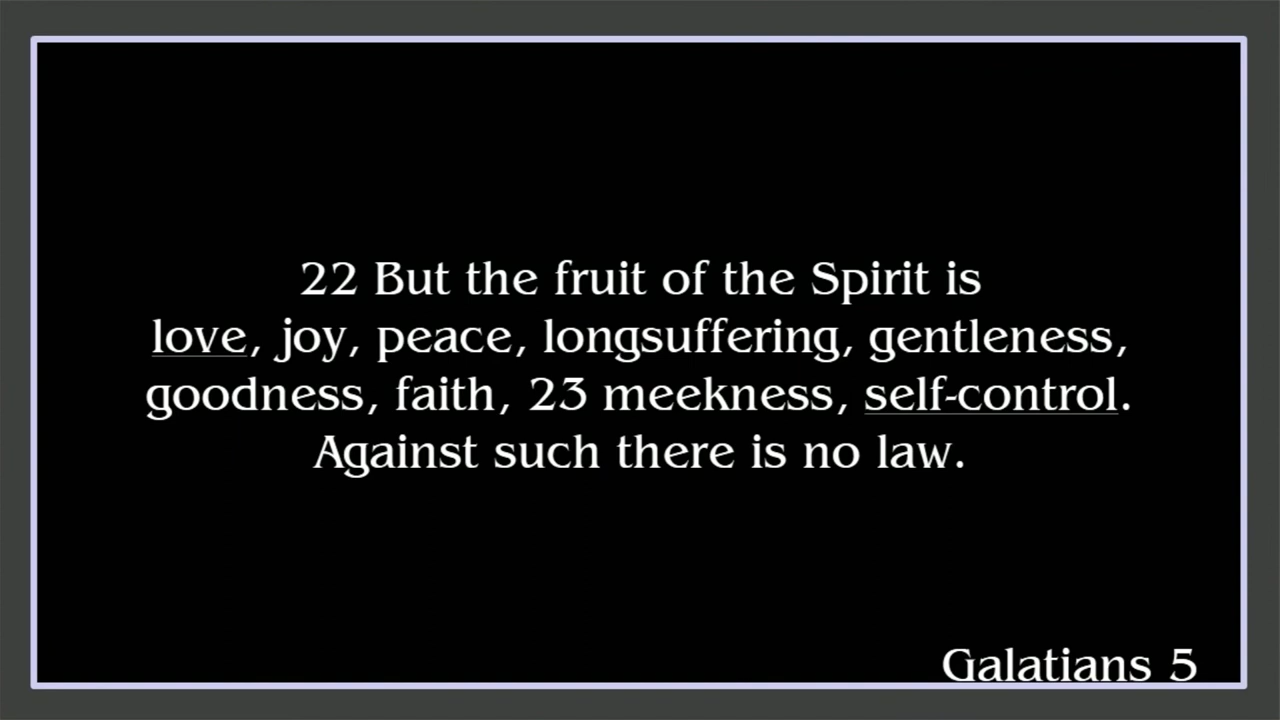 22 But the fruit of the Spirit is
love, joy, peace, longsuffering, gentleness,
goodness, faith, 23 meekness, self-control.
Against such there is no law.
Galatians 5